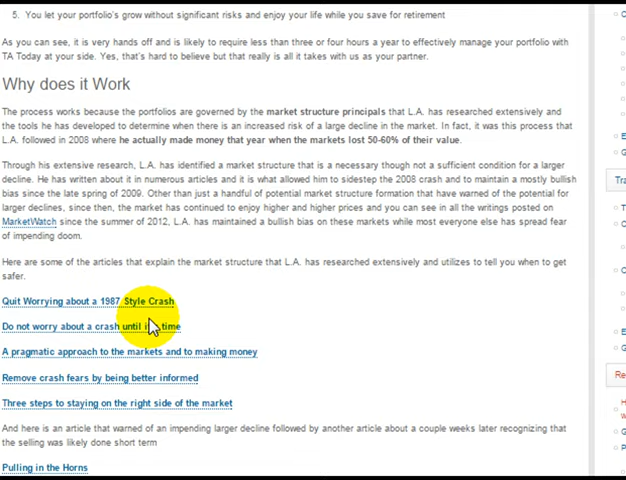 5. You let your portfolio's grow without significant risks and enjoy your life while you save for retirement
As you can see, it is very hands off and is likely to require less than three or four hours a year to effectively manage your portfolio with
TA Today at your side. Yes, that's hard to believe but that really is all it takes with us as your partner.
Why does it Work
The process works because the portfolios are governed by the market structure principals that L.A. has researched extensively and
the tools he has developed to determine when there is an increased risk of a large decline in the market. In fact, it was this process that
L.A. followed in 2008 where he actually made money that year when the markets lost 50-60% of their value.
Through his extensive research, L.A. has identified a market structure that is a necessary though not a sufficient condition for a larger
decline. He has written about it in numerous articles and it is what allowed him to sidestep the 2008 crash and to maintain a mostly bullish
bias since the late spring of 2009. Other than just a handful of potential market structure formation that have warned of the potential for
larger declines, since then, the market has continued to enjoy higher and higher prices and you can see in all the writings posted on
MarketWatch since the summer of 2012, L.A. has maintained a bullish bias on these markets while most everyone else has spread fear
of impending doom.
Here are some of the articles that explain the market structure that L.A. has researched extensively and utilizes to tell you when to get
safer.
Quit Worrying about a 1987 Style Crash
Do not worry about a crash until time
A pragmatic approach to the markets and to making money
Remove crash fears by being better informed
Three steps to staying on the right side of the market
And here is an article that warned of an impending larger decline followed by another article about a couple weeks later recognizing that
the selling was likely done short term
Pulling in the Horns
Tra
Re